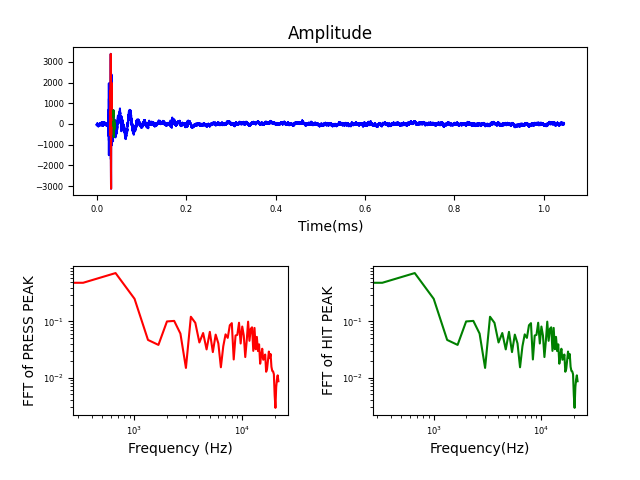 Amplitude
3000
2000
1000
0
−1000
−2000
−3000
0.0 0.2 0.4 0.6 0.8 1.0
Time(ms)
FFT of PRESS PEAK
10⁻¹
10⁻²
10³ 10⁴
Frequency (Hz)
FFT of HIT PEAK
10⁻¹
10⁻²
10³ 10⁴
Frequency(Hz)